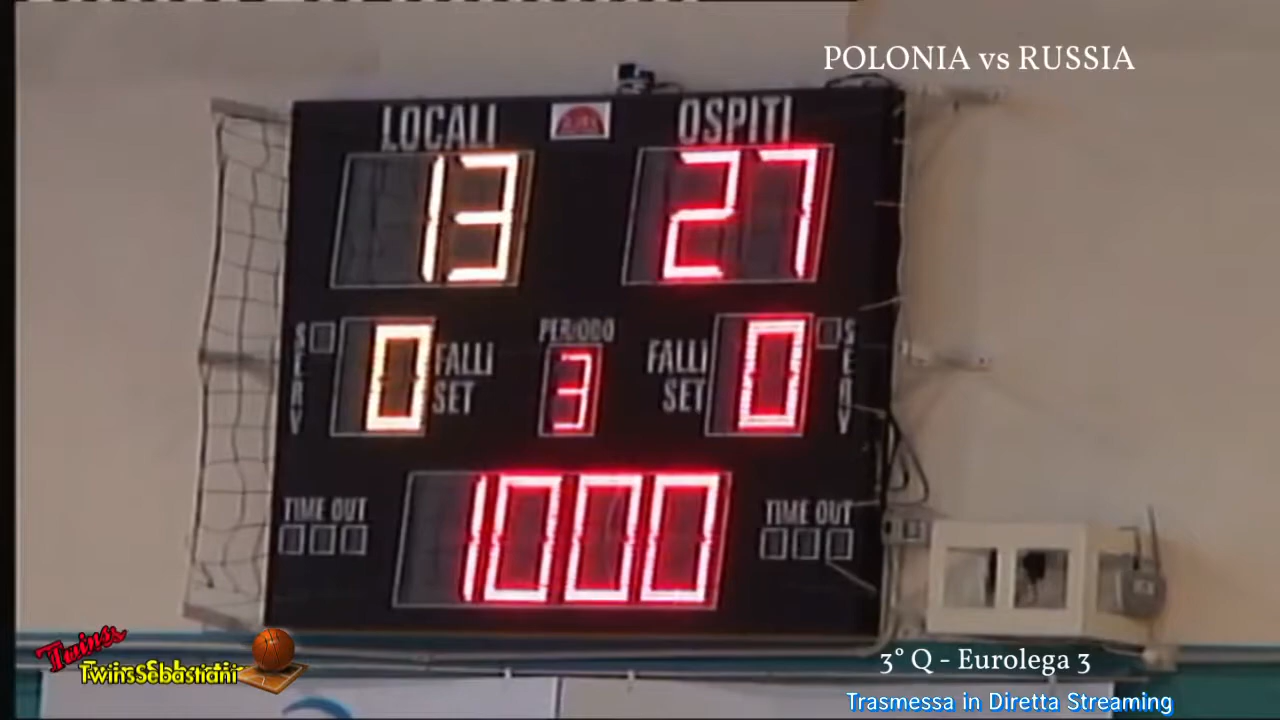 POLONIA vs RUSSIA
LOCALI
OSPITI
13
27
SERV
0
FALLI
SET
PERIODO
3
FALLI
SET
0
SERV
TIME OUT
1000
TIME OUT
Twins
TwinsSebastiani
3° Q - Eurolega 3
Trasmessa in Diretta Streaming